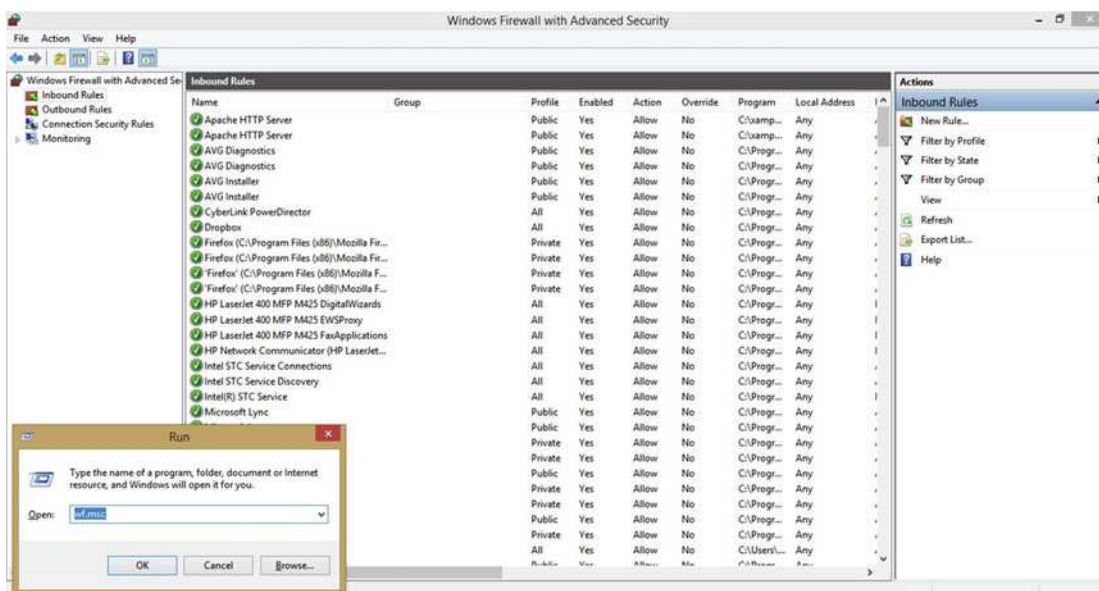 Windows Firewall with Advanced Security
File Action View Help
Windows Firewall with Advanced Se
Inbound Rules
Outbound Rules
Connection Security Rules
Monitoring
Inbound Rules
Name Group Profile Enabled Action Override Program Local Address
Apache HTTP Server Public Yes Allow No C:\xamp... Any
Apache HTTP Server Public Yes Allow No C:\xamp... Any
AVG Diagnostics Public Yes Allow No C:\Progr... Any
AVG Diagnostics Public Yes Allow No C:\Progr... Any
AVG Installer Public Yes Allow No C:\Progr... Any
AVG Installer Public Yes Allow No C:\Progr... Any
CyberLink PowerDirector All Yes Allow No C:\Progr... Any
Dropbox All Yes Allow No C:\Progr... Any
Firefox (C:\Program Files (x86)\Mozilla Fir... Private Yes Allow No C:\Progr... Any
Firefox (C:\Program Files (x86)\Mozilla Fir... Private Yes Allow No C:\Progr... Any
'Firefox' (C:\Program Files (x86)\Mozilla F... Private Yes Allow No C:\Progr... Any
'Firefox' (C:\Program Files (x86)\Mozilla F... Private Yes Allow No C:\Progr... Any
HP LaserJet 400 MFP M425 DigitalWizards All Yes Allow No C:\Progr... Any
HP LaserJet 400 MFP M425 EWSProxy All Yes Allow No C:\Progr... Any
HP LaserJet 400 MFP M425 FaxApplications All Yes Allow No C:\Progr... Any
HP Network Communicator (HP LaserJet... All Yes Allow No C:\Progr... Any
Intel STC Service Connections All Yes Allow No C:\Progr... Any
Intel STC Service Discovery All Yes Allow No C:\Progr... Any
Intel(R) STC Service All Yes Allow No C:\Progr... Any
Microsoft Lync Public Yes Allow No C:\Progr... Any
Public Yes Allow No C:\Progr... Any
Private Yes Allow No C:\Progr... Any
Private Yes Allow No C:\Progr... Any
Public Yes Allow No C:\Progr... Any
Private Yes Allow No C:\Progr... Any
Private Yes Allow No C:\Progr... Any
Public Yes Allow No C:\Progr... Any
Private Yes Allow No C:\Progr... Any
All Yes Allow No C:\Users\... Any
Actions
Inbound Rules
New Rule...
Filter by Profile
Filter by State
Filter by Group
View
Refresh
Export List...
Help
Run
Type the name of a program, folder, document or Internet
resource, and Windows will open it for you.
Open: wf.msc
OK Cancel Browse...